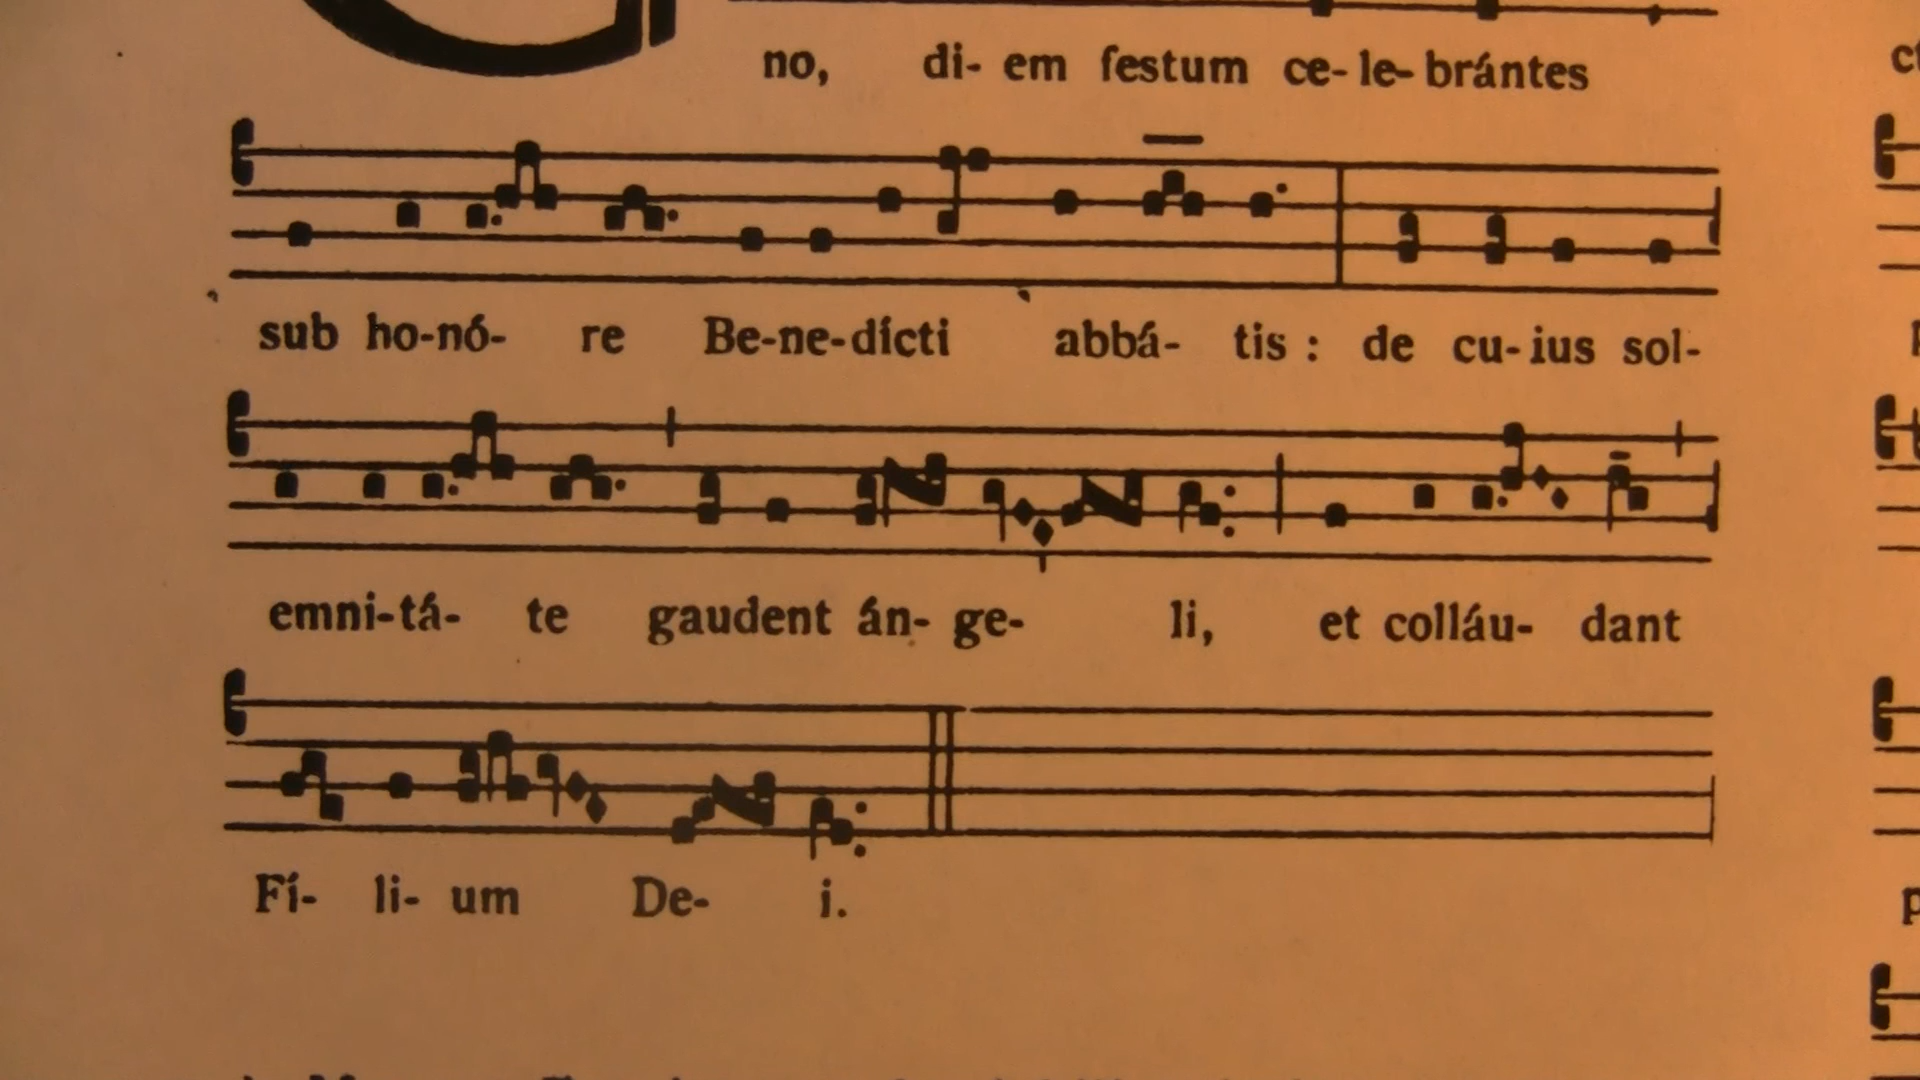 no, di- em festum ce- le- brántes
sub ho-nó- re Be-ne-dícti abbá- tis : de cu- ius sol-
emni-tá- te gaudent án- ge- li, et colláu- dant
Fí- li- um De- i.